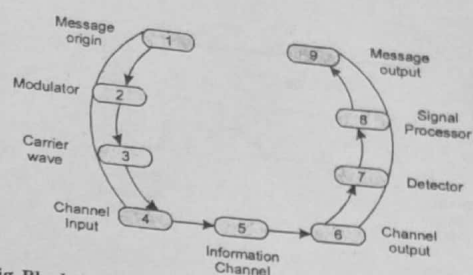 Message
origin
1
Modulator
2
Carrier
wave
3
Channel
Input
4
5
Information
Channel
6
Channel
output
7
Detector
8
Signal
Processor
9
Message
output